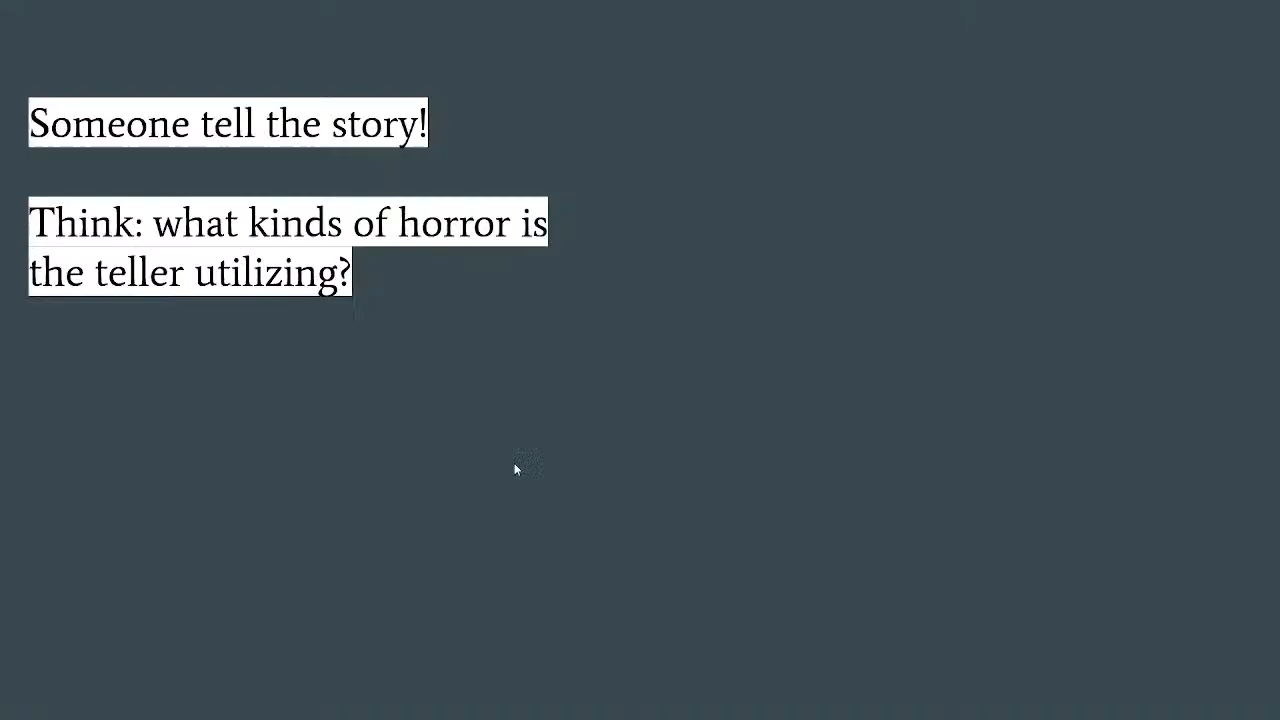 Someone tell the story!
Think: what kinds of horror is
the teller utilizing?